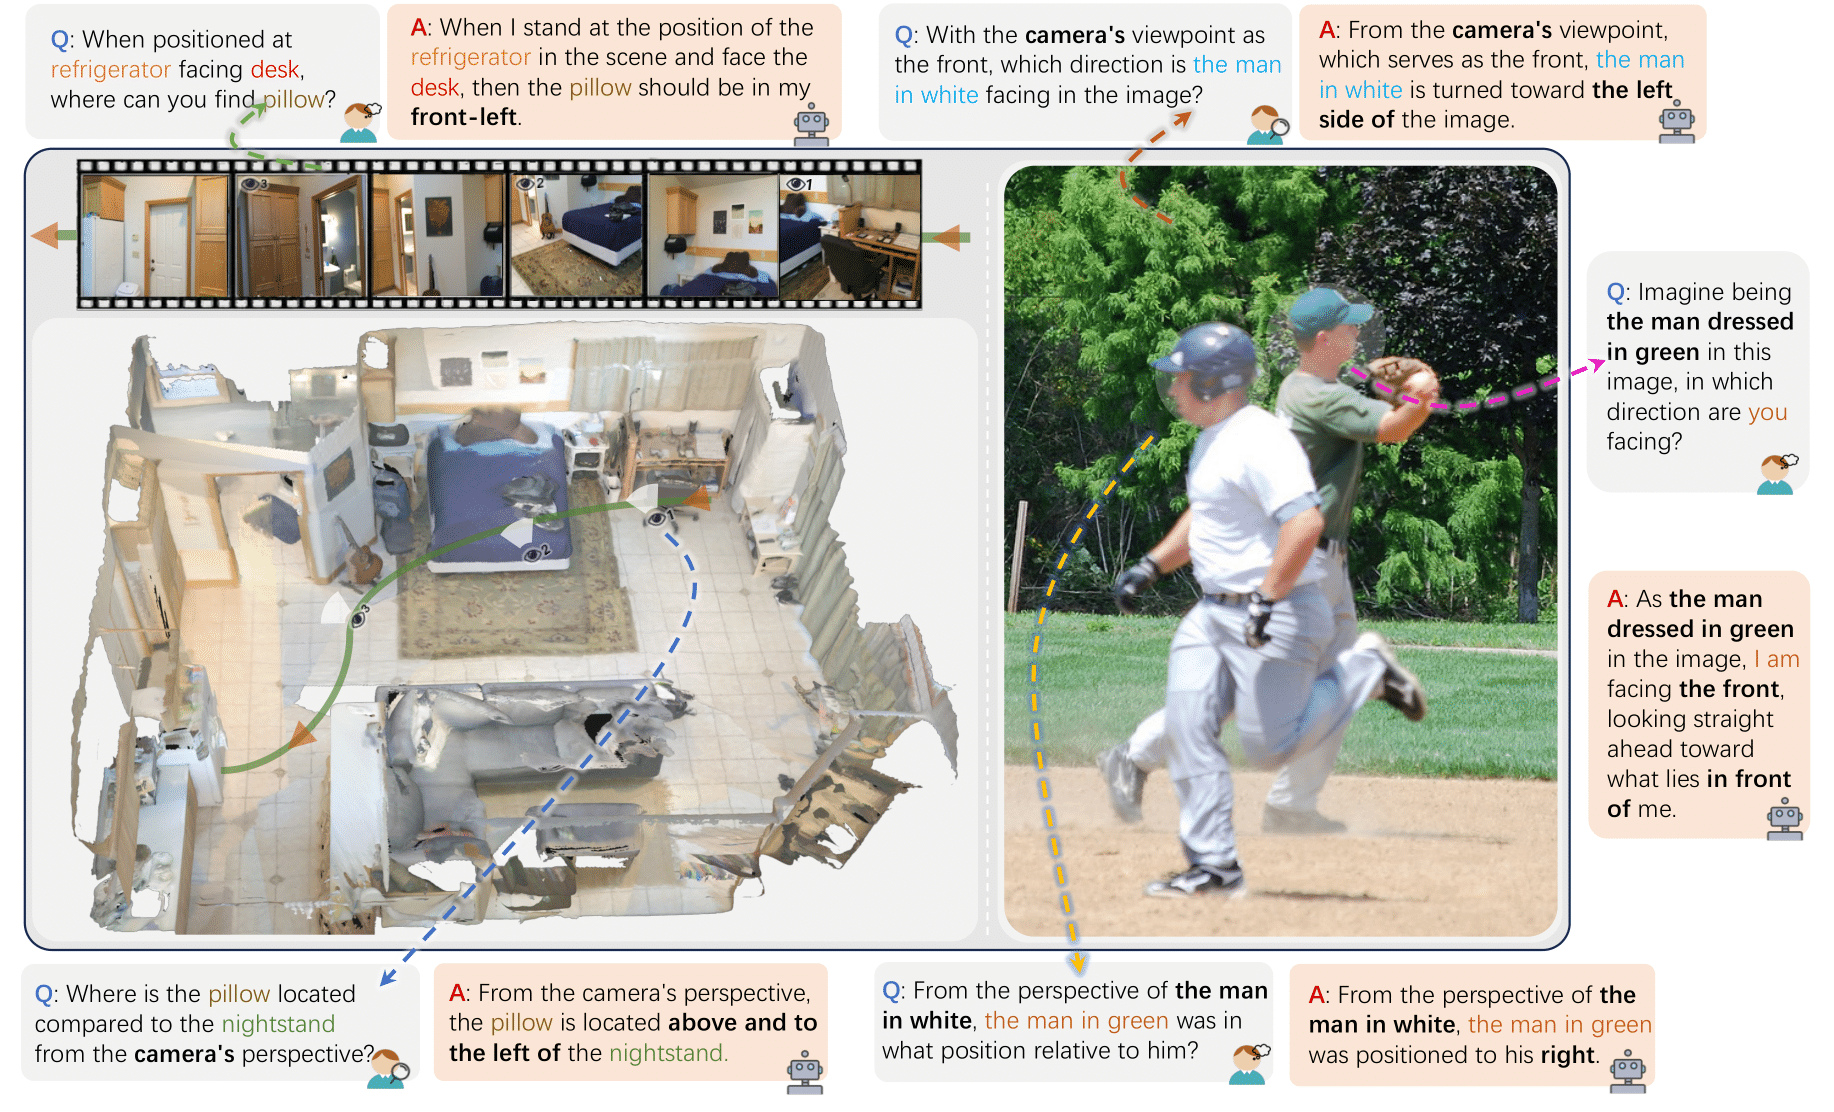 Q: When positioned at
refrigerator facing desk,
where can you find pillow?
A: When I stand at the position of the
refrigerator in the scene and face the
desk, then the pillow should be in my
front-left.
Q: With the camera's viewpoint as
the front, which direction is the man
in white facing in the image?
A: From the camera's viewpoint,
which serves as the front, the man
in white is turned toward the left
side of the image.
3
2
1
1
2
3
Q: Imagine being
the man dressed
in green in this
image, in which
direction are you
facing?
A: As the man
dressed in green
in the image, I am
facing the front,
looking straight
ahead toward
what lies in front
of me.
Q: Where is the pillow located
compared to the nightstand
from the camera's perspective?
A: From the camera's perspective,
the pillow is located above and to
the left of the nightstand.
Q: From the perspective of the man
in white, the man in green was in
what position relative to him?
A: From the perspective of the
man in white, the man in green
was positioned to his right.